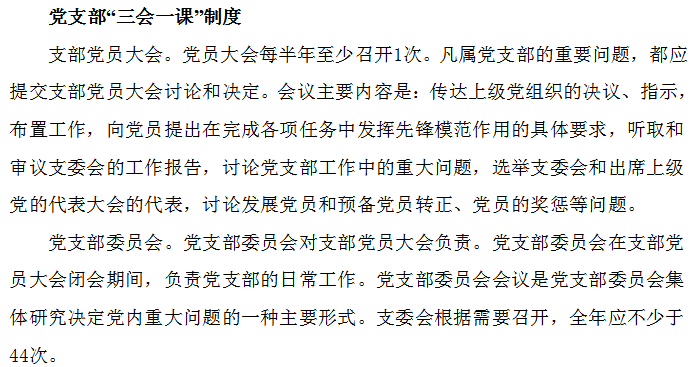 党支部“三会一课”制度
支部党员大会。党员大会每半年至少召开1次。凡属党支部的重要问题，都应
提交支部党员大会讨论和决定。会议主要内容是：传达上级党组织的决议、指示，
布置工作，向党员提出在完成各项任务中发挥先锋模范作用的具体要求，听取和
审议支委会的工作报告，讨论党支部工作中的重大问题，选举支委会和出席上级
党的代表大会的代表，讨论发展党员和预备党员转正、党员的奖惩等问题。
党支部委员会。党支部委员会对支部党员大会负责。党支部委员会在支部党
员大会闭会期间，负责党支部的日常工作。党支部委员会会议是党支部委员会集
体研究决定党内重大问题的一种主要形式。支委会根据需要召开，全年应不少于
44次。